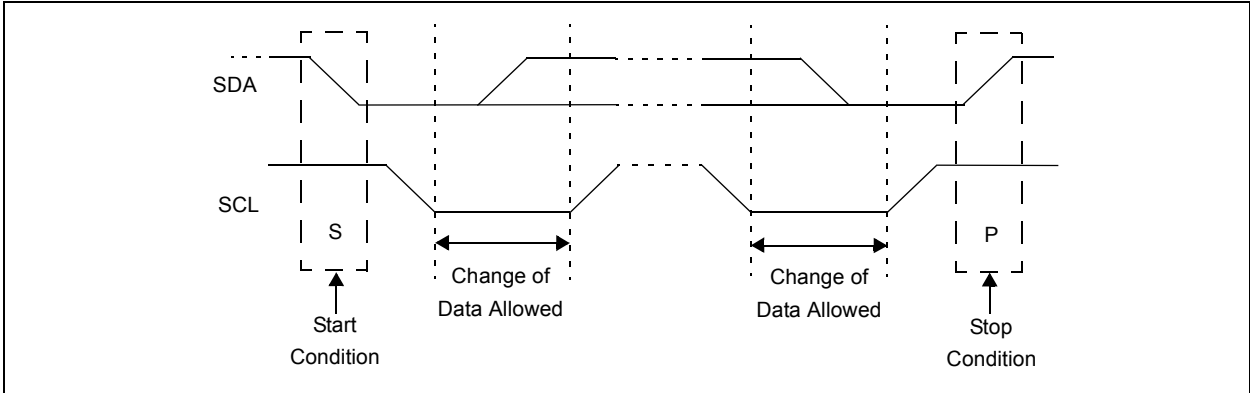 SDA
SCL
S
P
Change of
Data Allowed
Change of
Data Allowed
Start
Condition
Stop
Condition